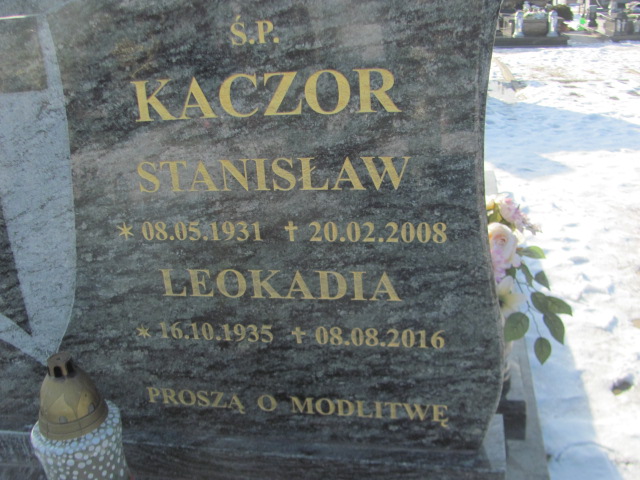 Ś.P.
KACZOR
STANISŁAW
* 08.05.1931 ✝ 20.02.2008
LEOKADIA
* 16.10.1935 ✝ 08.08.2016
PROSZĄ O MODLITWĘ